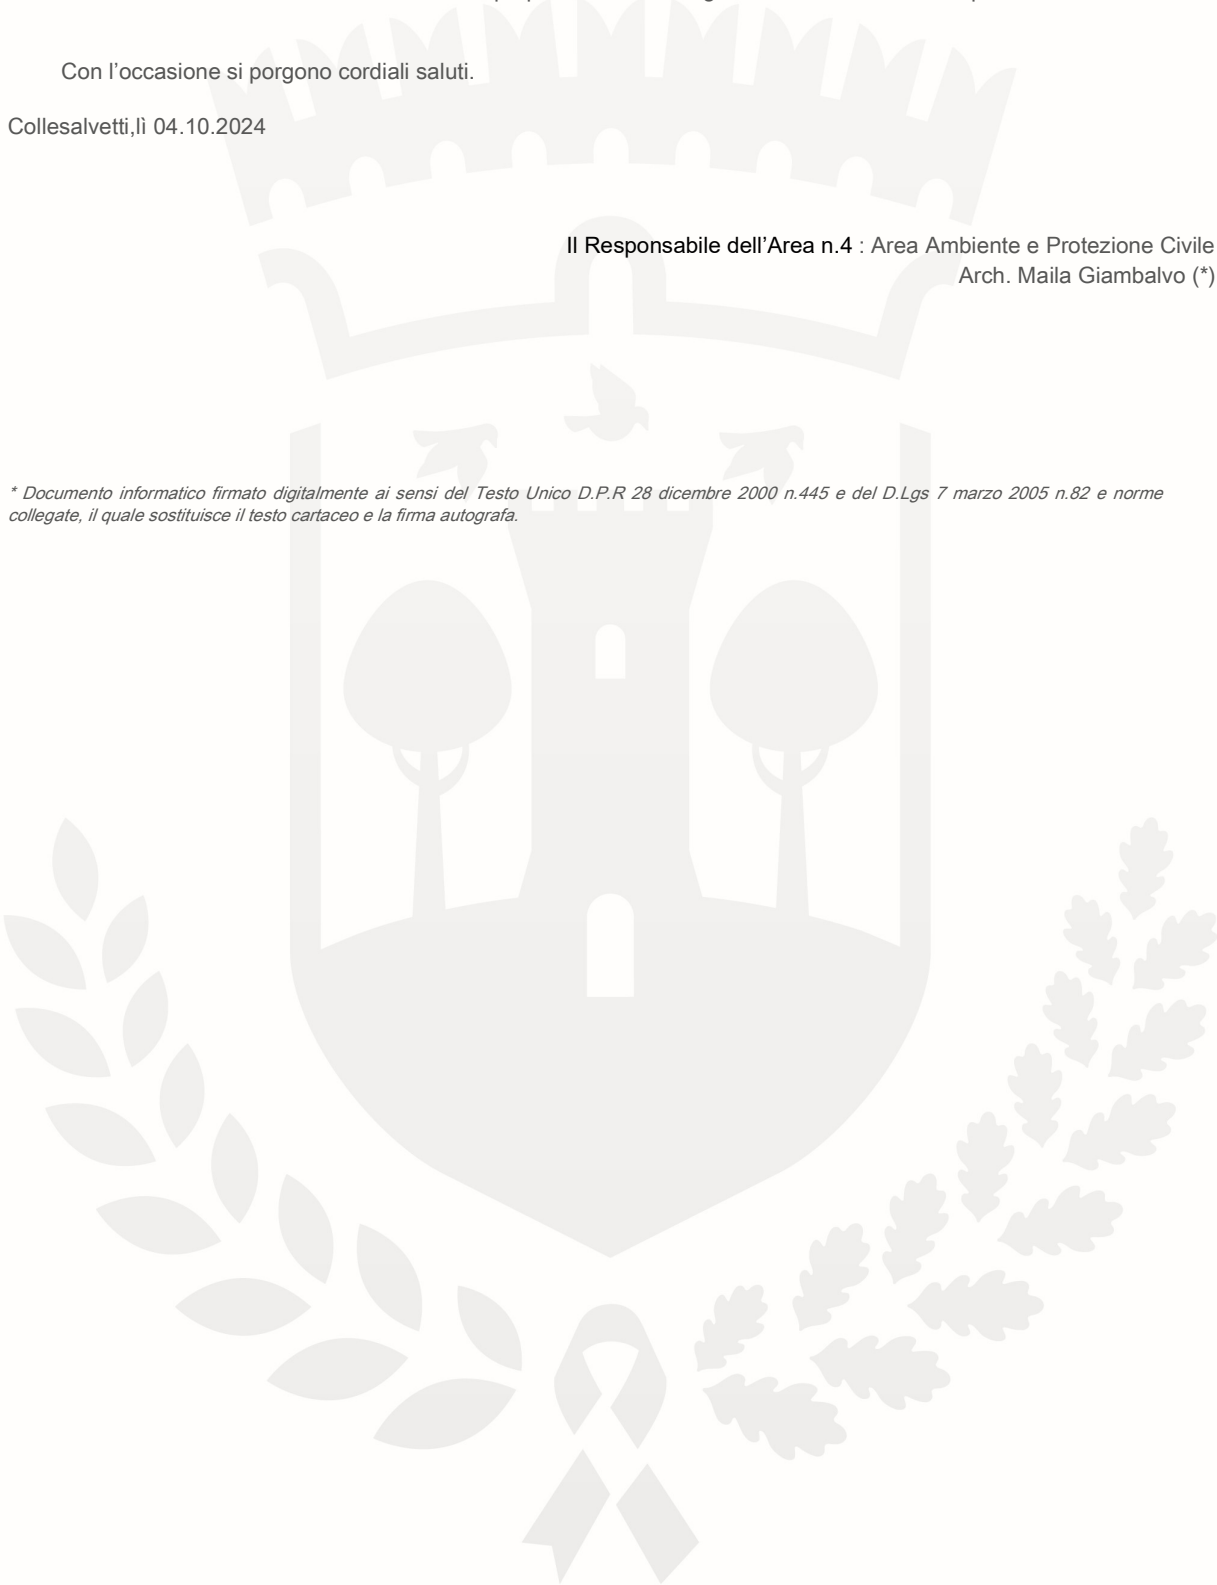 Con l’occasione si porgono cordiali saluti.
Collesalvetti,lì 04.10.2024
Il Responsabile dell’Area n.4 : Area Ambiente e Protezione Civile
Arch. Maila Giambalvo (*)
* Documento informatico firmato digitalmente ai sensi del Testo Unico D.P.R 28 dicembre 2000 n.445 e del D.Lgs 7 marzo 2005 n.82 e norme
collegate, il quale sostituisce il testo cartaceo e la firma autografa.